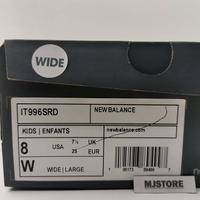 WIDE
IT996SRD
NEW BALANCE
KIDS | ENFANTS
newbalance.com
8 USA 7½ UK
25 EUR
W WIDE | LARGE
MJSTORE